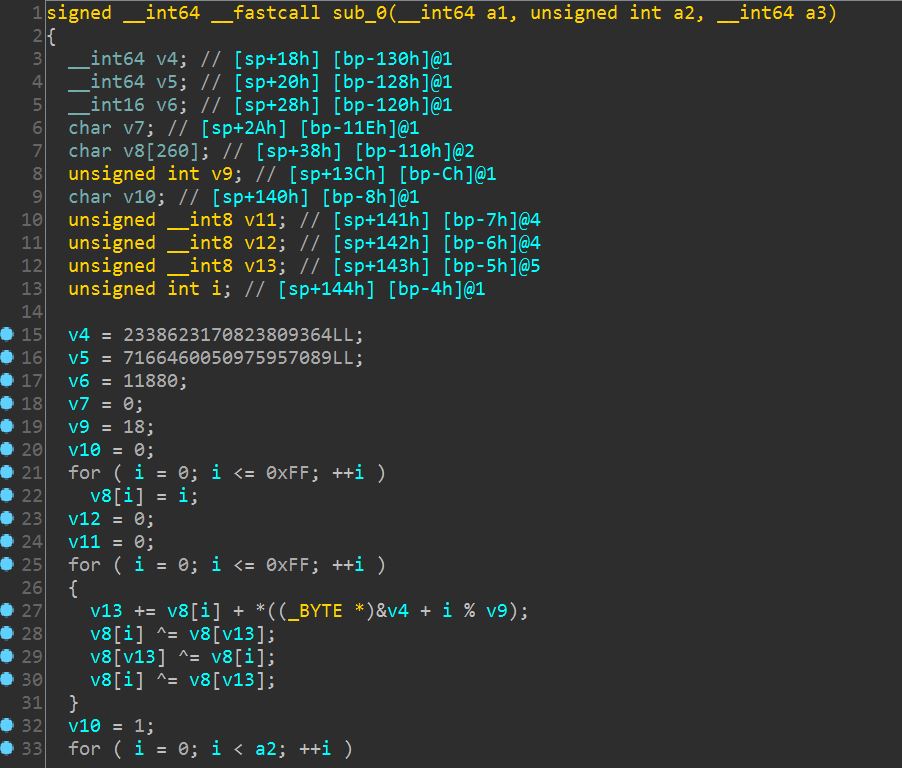 1 signed __int64 __fastcall sub_0(__int64 a1, unsigned int a2, __int64 a3)
2 {
3 __int64 v4; // [sp+18h] [bp-130h]@1
4 __int64 v5; // [sp+20h] [bp-128h]@1
5 __int16 v6; // [sp+28h] [bp-120h]@1
6 char v7; // [sp+2Ah] [bp-11Eh]@1
7 char v8[260]; // [sp+38h] [bp-110h]@2
8 unsigned int v9; // [sp+13Ch] [bp-Ch]@1
9 char v10; // [sp+140h] [bp-8h]@1
10 unsigned __int8 v11; // [sp+141h] [bp-7h]@4
11 unsigned __int8 v12; // [sp+142h] [bp-6h]@4
12 unsigned __int8 v13; // [sp+143h] [bp-5h]@5
13 unsigned int i; // [sp+144h] [bp-4h]@1
14
15 v4 = 2338623170823809364LL;
16 v5 = 7166460050975957089LL;
17 v6 = 11880;
18 v7 = 0;
19 v9 = 18;
20 v10 = 0;
21 for ( i = 0; i <= 0xFF; ++i )
22 v8[i] = i;
23 v12 = 0;
24 v11 = 0;
25 for ( i = 0; i <= 0xFF; ++i )
26 {
27 v13 += v8[i] + *((_BYTE *)&v4 + i % v9);
28 v8[i] ^= v8[v13];
29 v8[v13] ^= v8[i];
30 v8[i] ^= v8[v13];
31 }
32 v10 = 1;
33 for ( i = 0; i < a2; ++i )